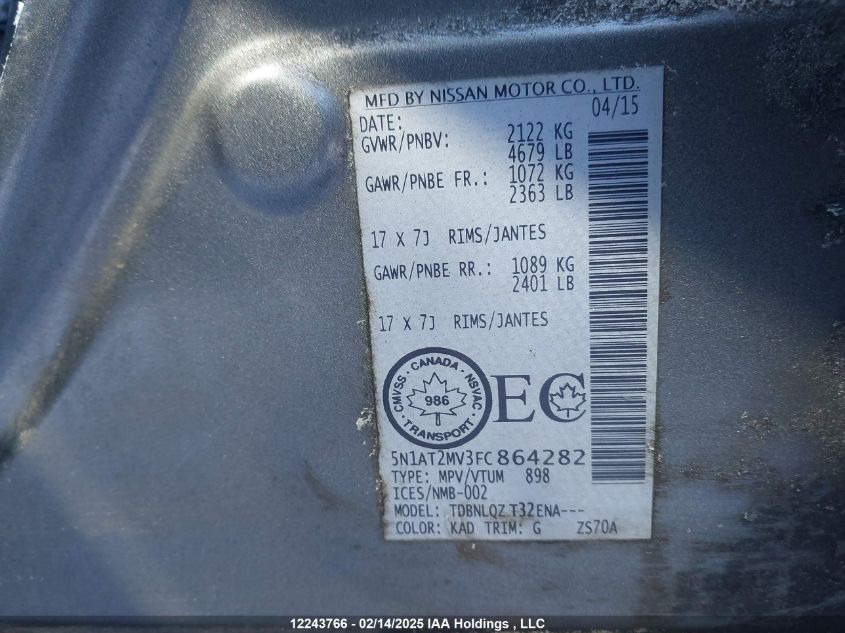 MFD BY NISSAN MOTOR CO., LTD.
DATE: 04/15
GVWR/PNBV: 2122 KG
4679 LB
GAWR/PNBE FR.: 1072 KG
2363 LB
17 X 7J RIMS/JANTES
GAWR/PNBE RR.: 1089 KG
2401 LB
17 X 7J RIMS/JANTES
CMVSS · CANADA · NSVAC
986
TRANSPORT
EC
5N1AT2MV3FC864282
TYPE: MPV/VTUM 898
ICES/NMB-002
MODEL: TDBNLQZ T32ENA---
COLOR: KAD TRIM: G ZS70A
12243766 - 02/14/2025 IAA Holdings , LLC